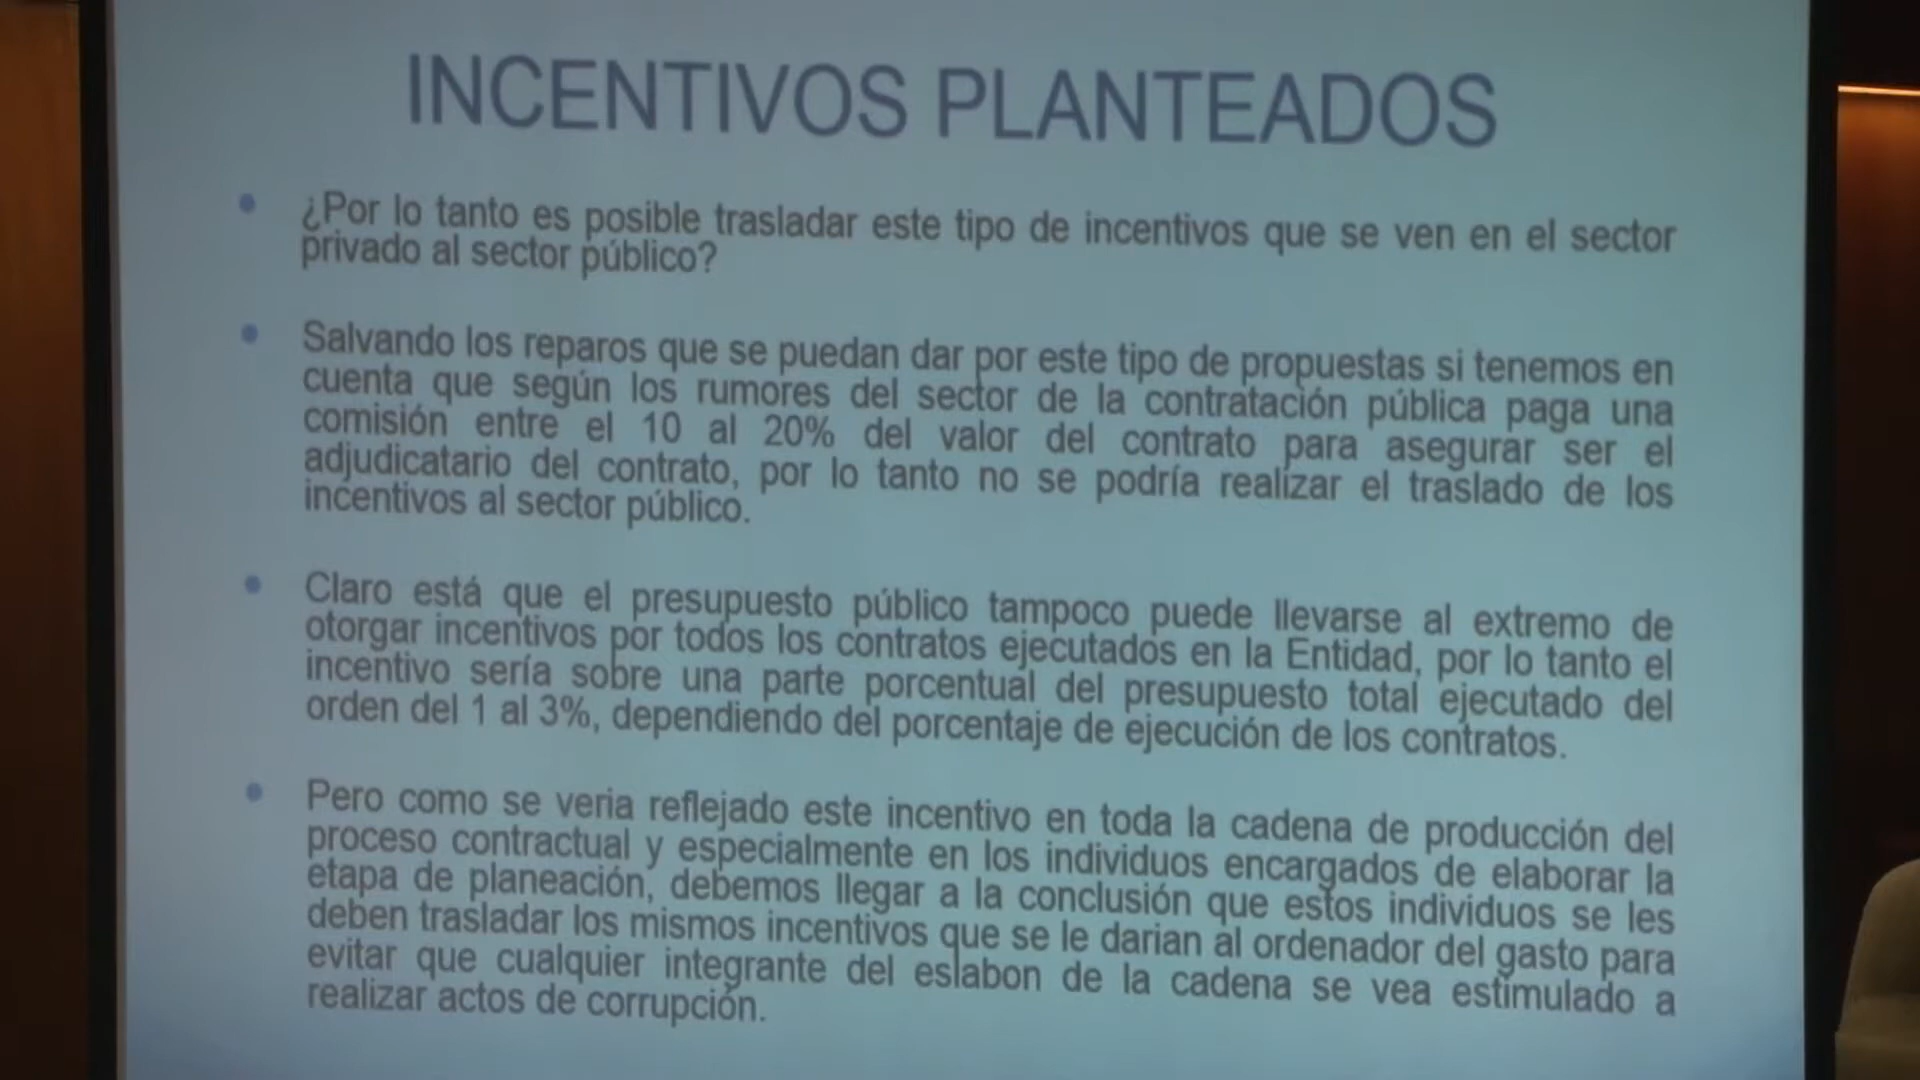 INCENTIVOS PLANTEADOS
• ¿Por lo tanto es posible trasladar este tipo de incentivos que se ven en el sector
privado al sector público?
• Salvando los reparos que se puedan dar por este tipo de propuestas si tenemos en
cuenta que según los rumores del sector de la contratación pública paga una
comisión entre el 10 al 20% del valor del contrato para asegurar ser el
adjudicatario del contrato, por lo tanto no se podría realizar el traslado de los
incentivos al sector público.
• Claro está que el presupuesto público tampoco puede llevarse al extremo de
otorgar incentivos por todos los contratos ejecutados en la Entidad, por lo tanto el
incentivo sería sobre una parte porcentual del presupuesto total ejecutado del
orden del 1 al 3%, dependiendo del porcentaje de ejecución de los contratos.
• Pero como se veria reflejado este incentivo en toda la cadena de producción del
proceso contractual y especialmente en los individuos encargados de elaborar la
etapa de planeación, debemos llegar a la conclusión que estos individuos se les
deben trasladar los mismos incentivos que se le darian al ordenador del gasto para
evitar que cualquier integrante del eslabon de la cadena se vea estimulado a
realizar actos de corrupción.